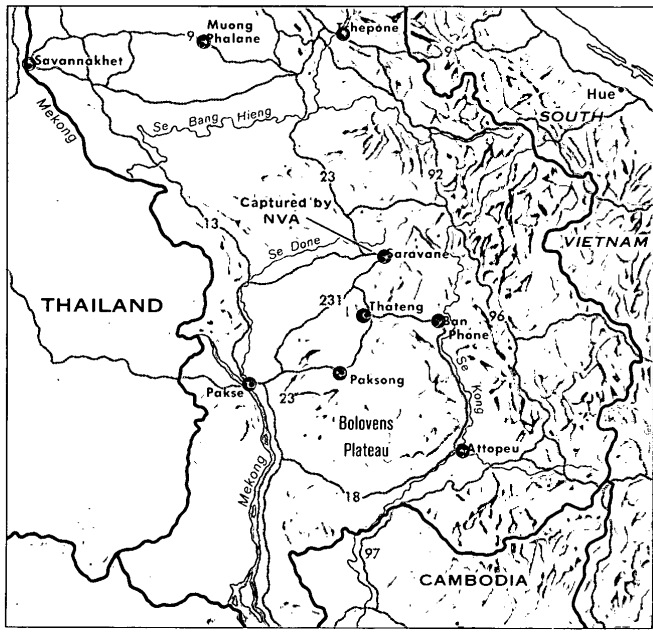 Muong
Phalane
9
Tchepone
9
Savannakhet
Hue
SOUTH
Mekong
Se Bang Hieng
23
92
Captured by
NVA
13
Se Done
Saravane
VIETNAM
THAILAND
231
Thateng
Ban
Phone
96
Se Kong
Pakse
23
Paksong
Bolovens
Plateau
Attopeu
Mekong
18
97
CAMBODIA